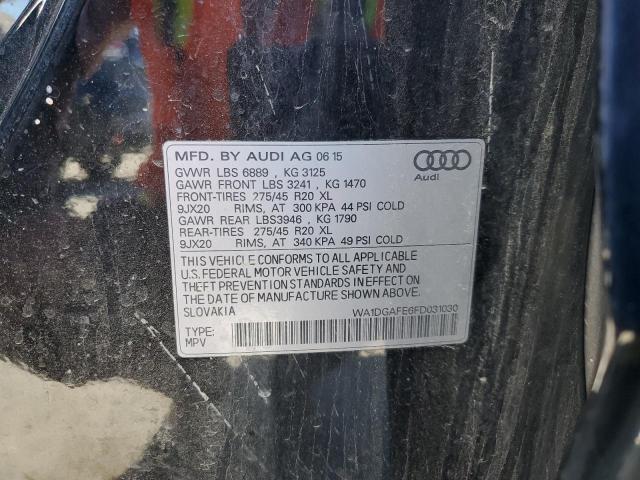 MFD. BY AUDI AG 06 15
GVWR LBS 6889 , KG 3125
GAWR FRONT LBS 3241 , KG 1470
FRONT-TIRES 275/45 R20 XL
9JX20 RIMS, AT 300 KPA 44 PSI COLD
GAWR REAR LBS3946 , KG 1790
REAR-TIRES 275/45 R20 XL
9JX20 RIMS, AT 340 KPA 49 PSI COLD
Audi
THIS VEHICLE CONFORMS TO ALL APPLICABLE
U.S. FEDERAL MOTOR VEHICLE SAFETY AND
THEFT PREVENTION STANDARDS IN EFFECT
ON THE DATE OF MANUFACTURE SHOWN ABOVE.
SLOVAKIA WA1DGAFE6FD031030
TYPE:
MPV